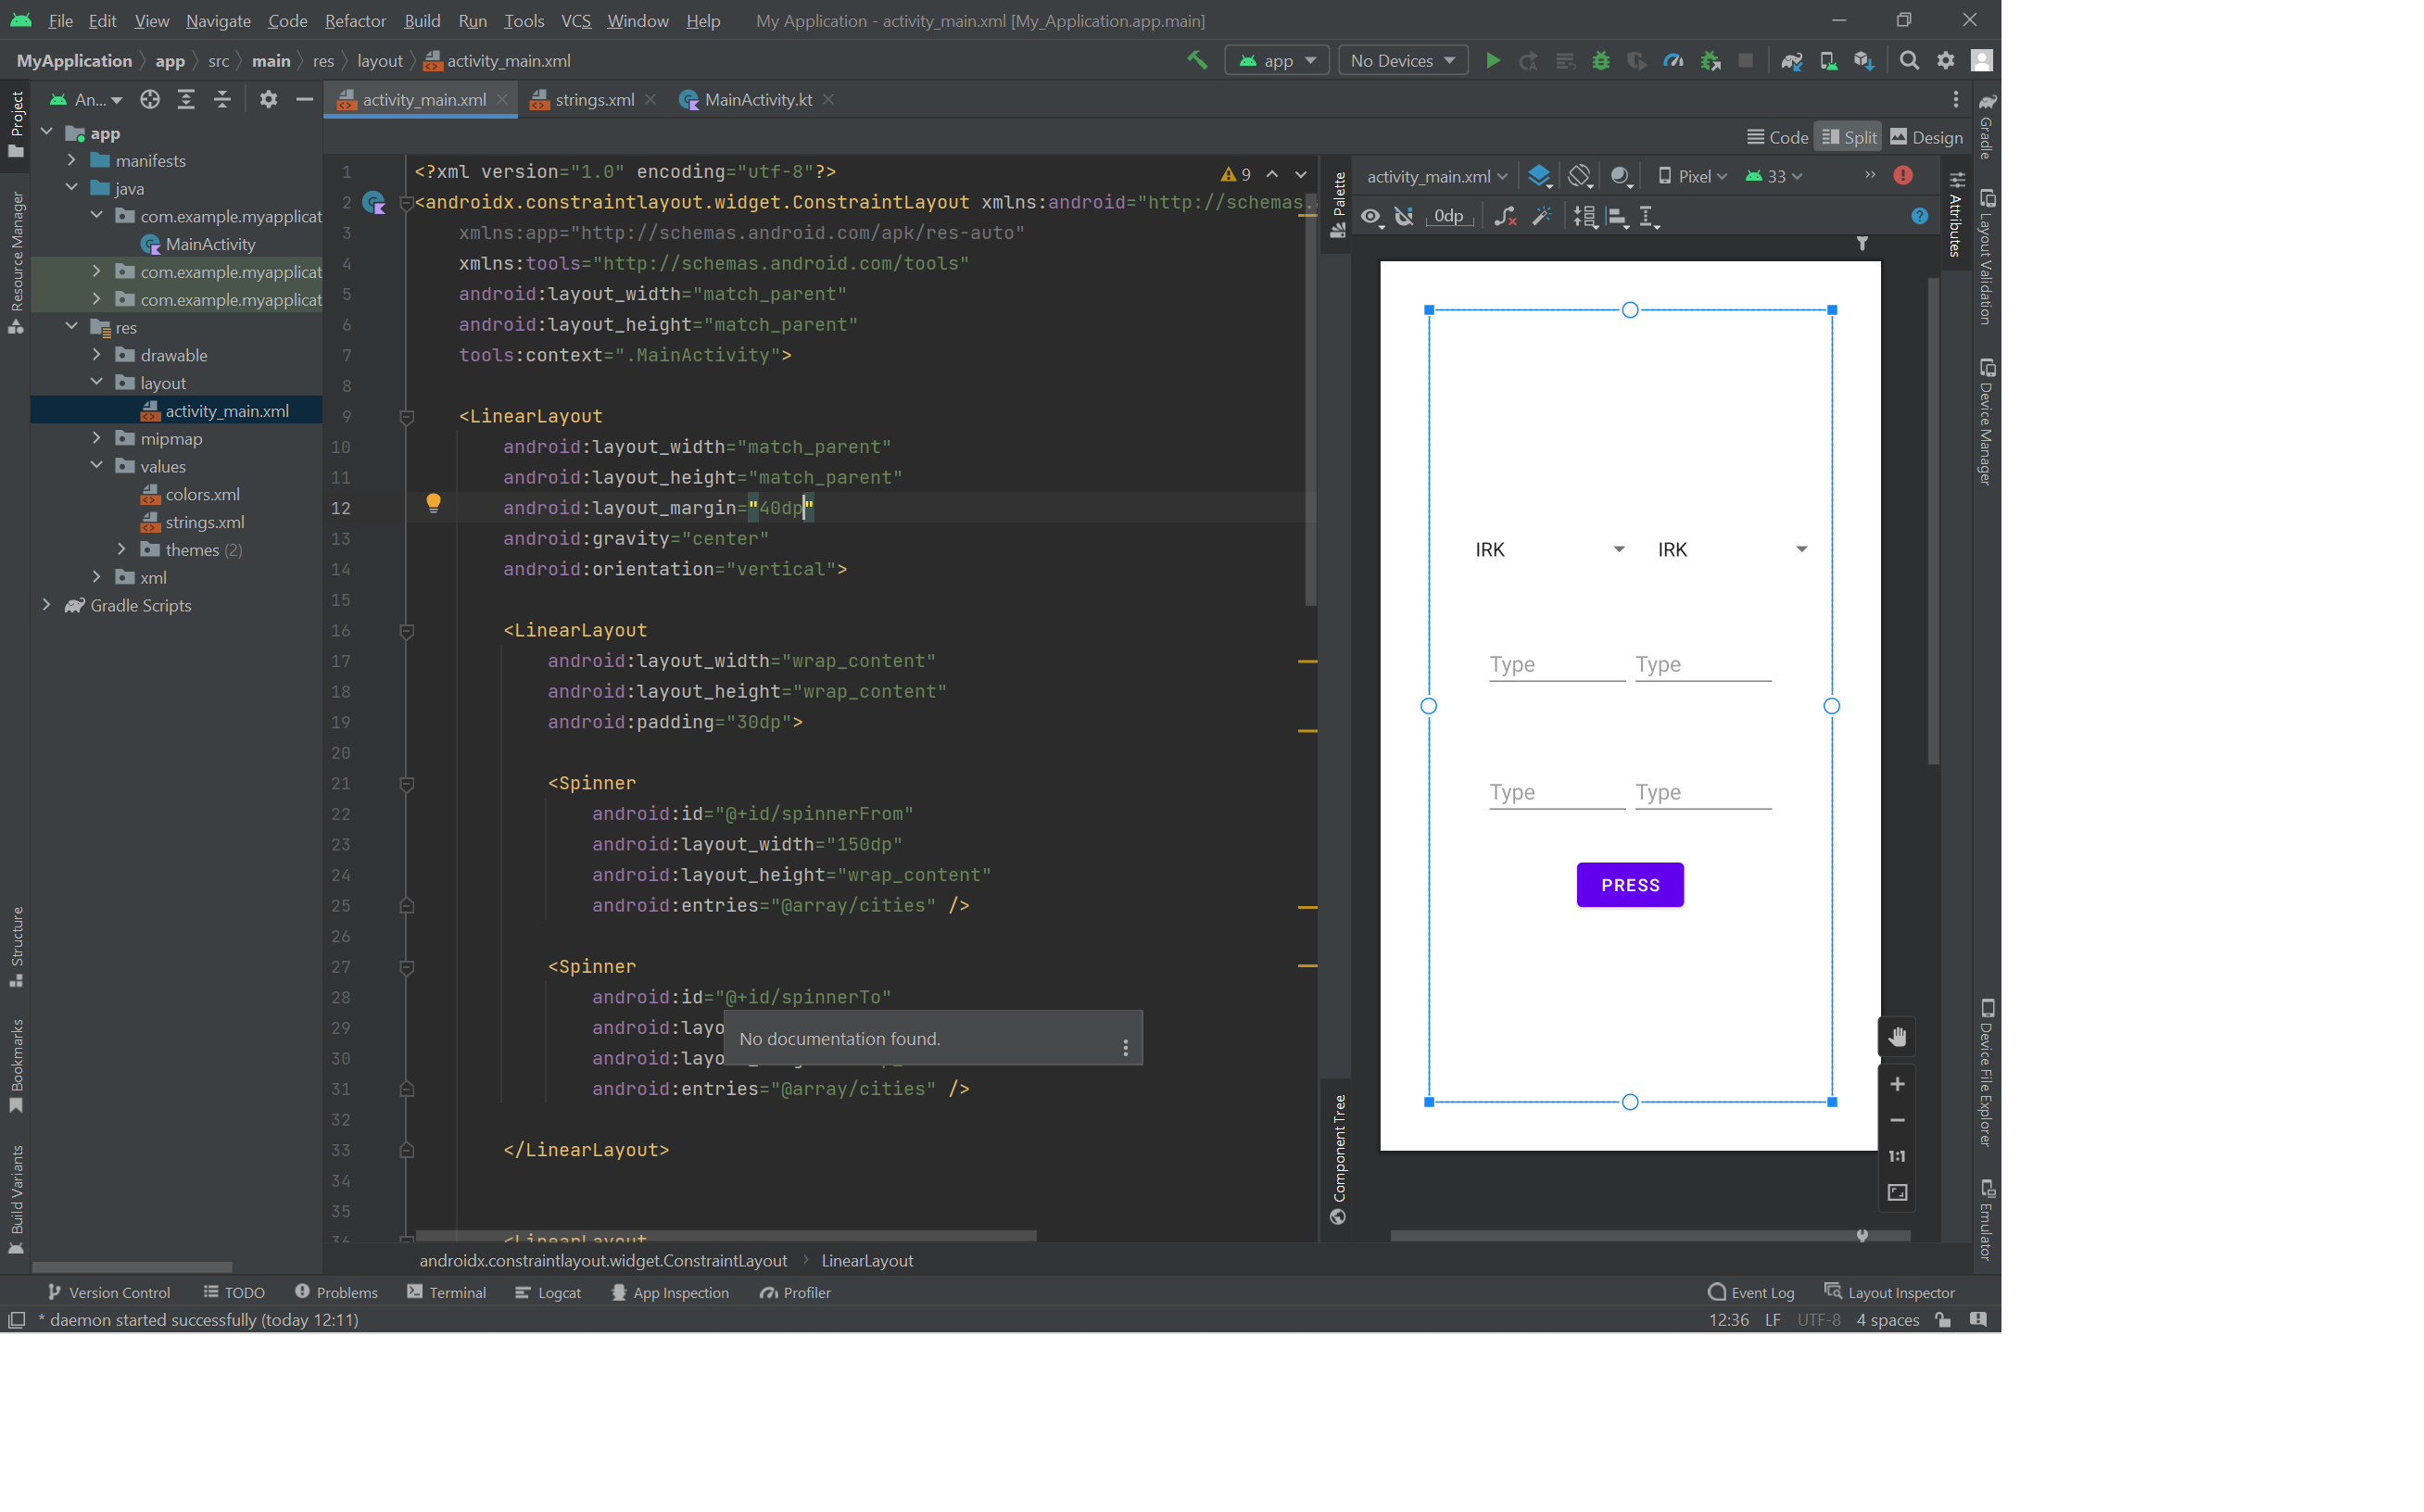 File Edit View Navigate Code Refactor Build Run Tools VCS Window Help My Application - activity_main.xml [My_Application.app.main]
MyApplication app src main res layout activity_main.xml app No Devices
Project An... activity_main.xml strings.xml MainActivity.kt
Code Split Design
app
manifests
java
com.example.myapplicat
MainActivity
com.example.myapplicat
com.example.myapplicat
res
drawable
layout
activity_main.xml
mipmap
values
colors.xml
strings.xml
themes (2)
xml
Gradle Scripts
Resource Manager
Structure
Bookmarks
Build Variants
1 <?xml version="1.0" encoding="utf-8"?> 9
2 <androidx.constraintlayout.widget.ConstraintLayout xmlns:android="http://schemas.
3 xmlns:app="http://schemas.android.com/apk/res-auto"
4 xmlns:tools="http://schemas.android.com/tools"
5 android:layout_width="match_parent"
6 android:layout_height="match_parent"
7 tools:context=".MainActivity">
8
9 <LinearLayout
10 android:layout_width="match_parent"
11 android:layout_height="match_parent"
12 android:layout_margin="40dp"
13 android:gravity="center"
14 android:orientation="vertical">
15
16 <LinearLayout
17 android:layout_width="wrap_content"
18 android:layout_height="wrap_content"
19 android:padding="30dp">
20
21 <Spinner
22 android:id="@+id/spinnerFrom"
23 android:layout_width="150dp"
24 android:layout_height="wrap_content"
25 android:entries="@array/cities" />
26
27 <Spinner
28 android:id="@+id/spinnerTo"
29 android:layo
No documentation found.
30 android:layo
31 android:entries="@array/cities" />
32
33 </LinearLayout>
34
35
36 <LinearLayout
androidx.constraintlayout.widget.ConstraintLayout LinearLayout
Palette
Component Tree
activity_main.xml Pixel 33
0dp
IRK IRK
Type Type
Type Type
PRESS
1:1
Attributes
Gradle
Layout Validation
Device Manager
Device File Explorer
Emulator
Version Control TODO Problems Terminal Logcat App Inspection Profiler Event Log Layout Inspector
* daemon started successfully (today 12:11) 12:36 LF UTF-8 4 spaces